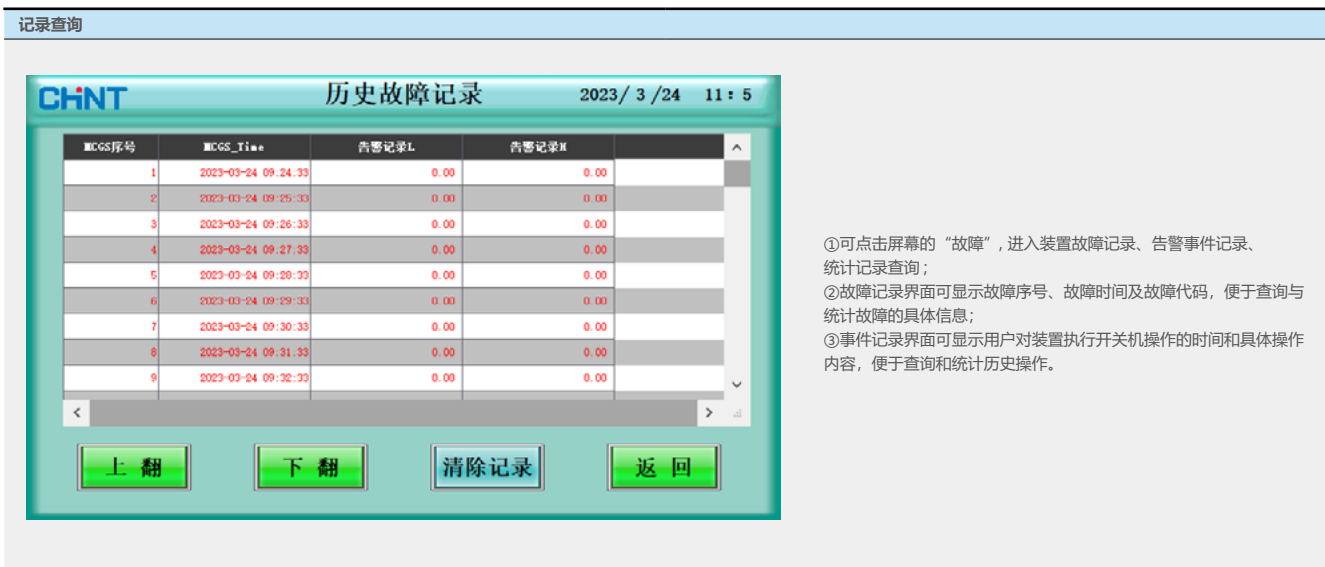 记录查询
CHNT 历史故障记录 2023/ 3 /24 11: 5
MCGS序号 MCGS_Time 告警记录L 告警记录H
1 2023-03-24 09:24:33 0.00 0.00
2 2023-03-24 09:25:33 0.00 0.00
3 2023-03-24 09:26:33 0.00 0.00
4 2023-03-24 09:27:33 0.00 0.00
5 2023-03-24 09:28:33 0.00 0.00
6 2023-03-24 09:29:33 0.00 0.00
7 2023-03-24 09:30:33 0.00 0.00
8 2023-03-24 09:31:33 0.00 0.00
9 2023-03-24 09:32:33 0.00 0.00
上 翻 下 翻 清除记录 返 回
①可点击屏幕的“故障”, 进入装置故障记录、告警事件记录、
统计记录查询;
②故障记录界面可显示故障序号、故障时间及故障代码，便于查询与
统计故障的具体信息;
③事件记录界面可显示用户对装置执行开关机操作的时间和具体操作
内容，便于查询和统计历史操作。